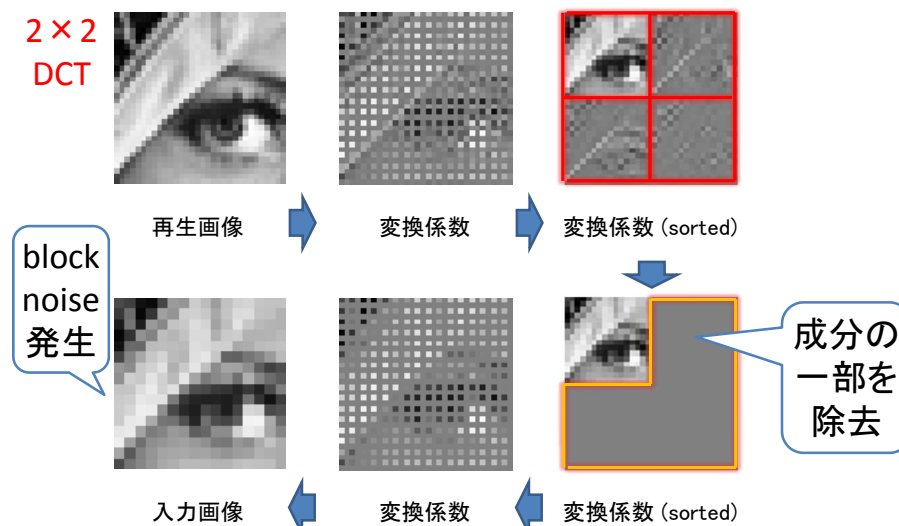 2×2
DCT
再生画像
変換係数
変換係数 (sorted)
block
noise
発生
成分の
一部を
除去
入力画像
変換係数
変換係数 (sorted)